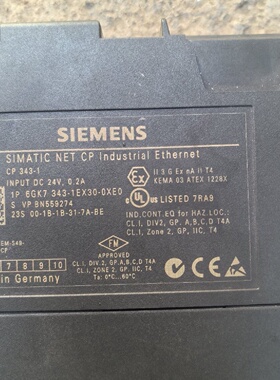 SIEMENS
SIMATIC NET CP Industrial Ethernet
CP 343-1
INPUT DC 24V, 0.2A
1P 6GK7 343-1EX30-0XE0
S VP 9N559274
23S 00-1B-1B-31-7A-BE
Ex II 3 G Ex nA II T4
KEMA 03 ATEX 1228X
c UL US LISTED 7RA9
IND.CONT.EQ for HAZ.LOC.:
CL.I, DIV.2, GP. A, B, C, D T4A
CL.I, Zone 2, GP. IIC, T4
FM
APPROVED
CL.I, DIV.2, GP.A,B,C,D T4A
CL.I, ZONE 2, GP. IIC, T4
Ta: 0°C...60°C
7 8 9 10
in Germany